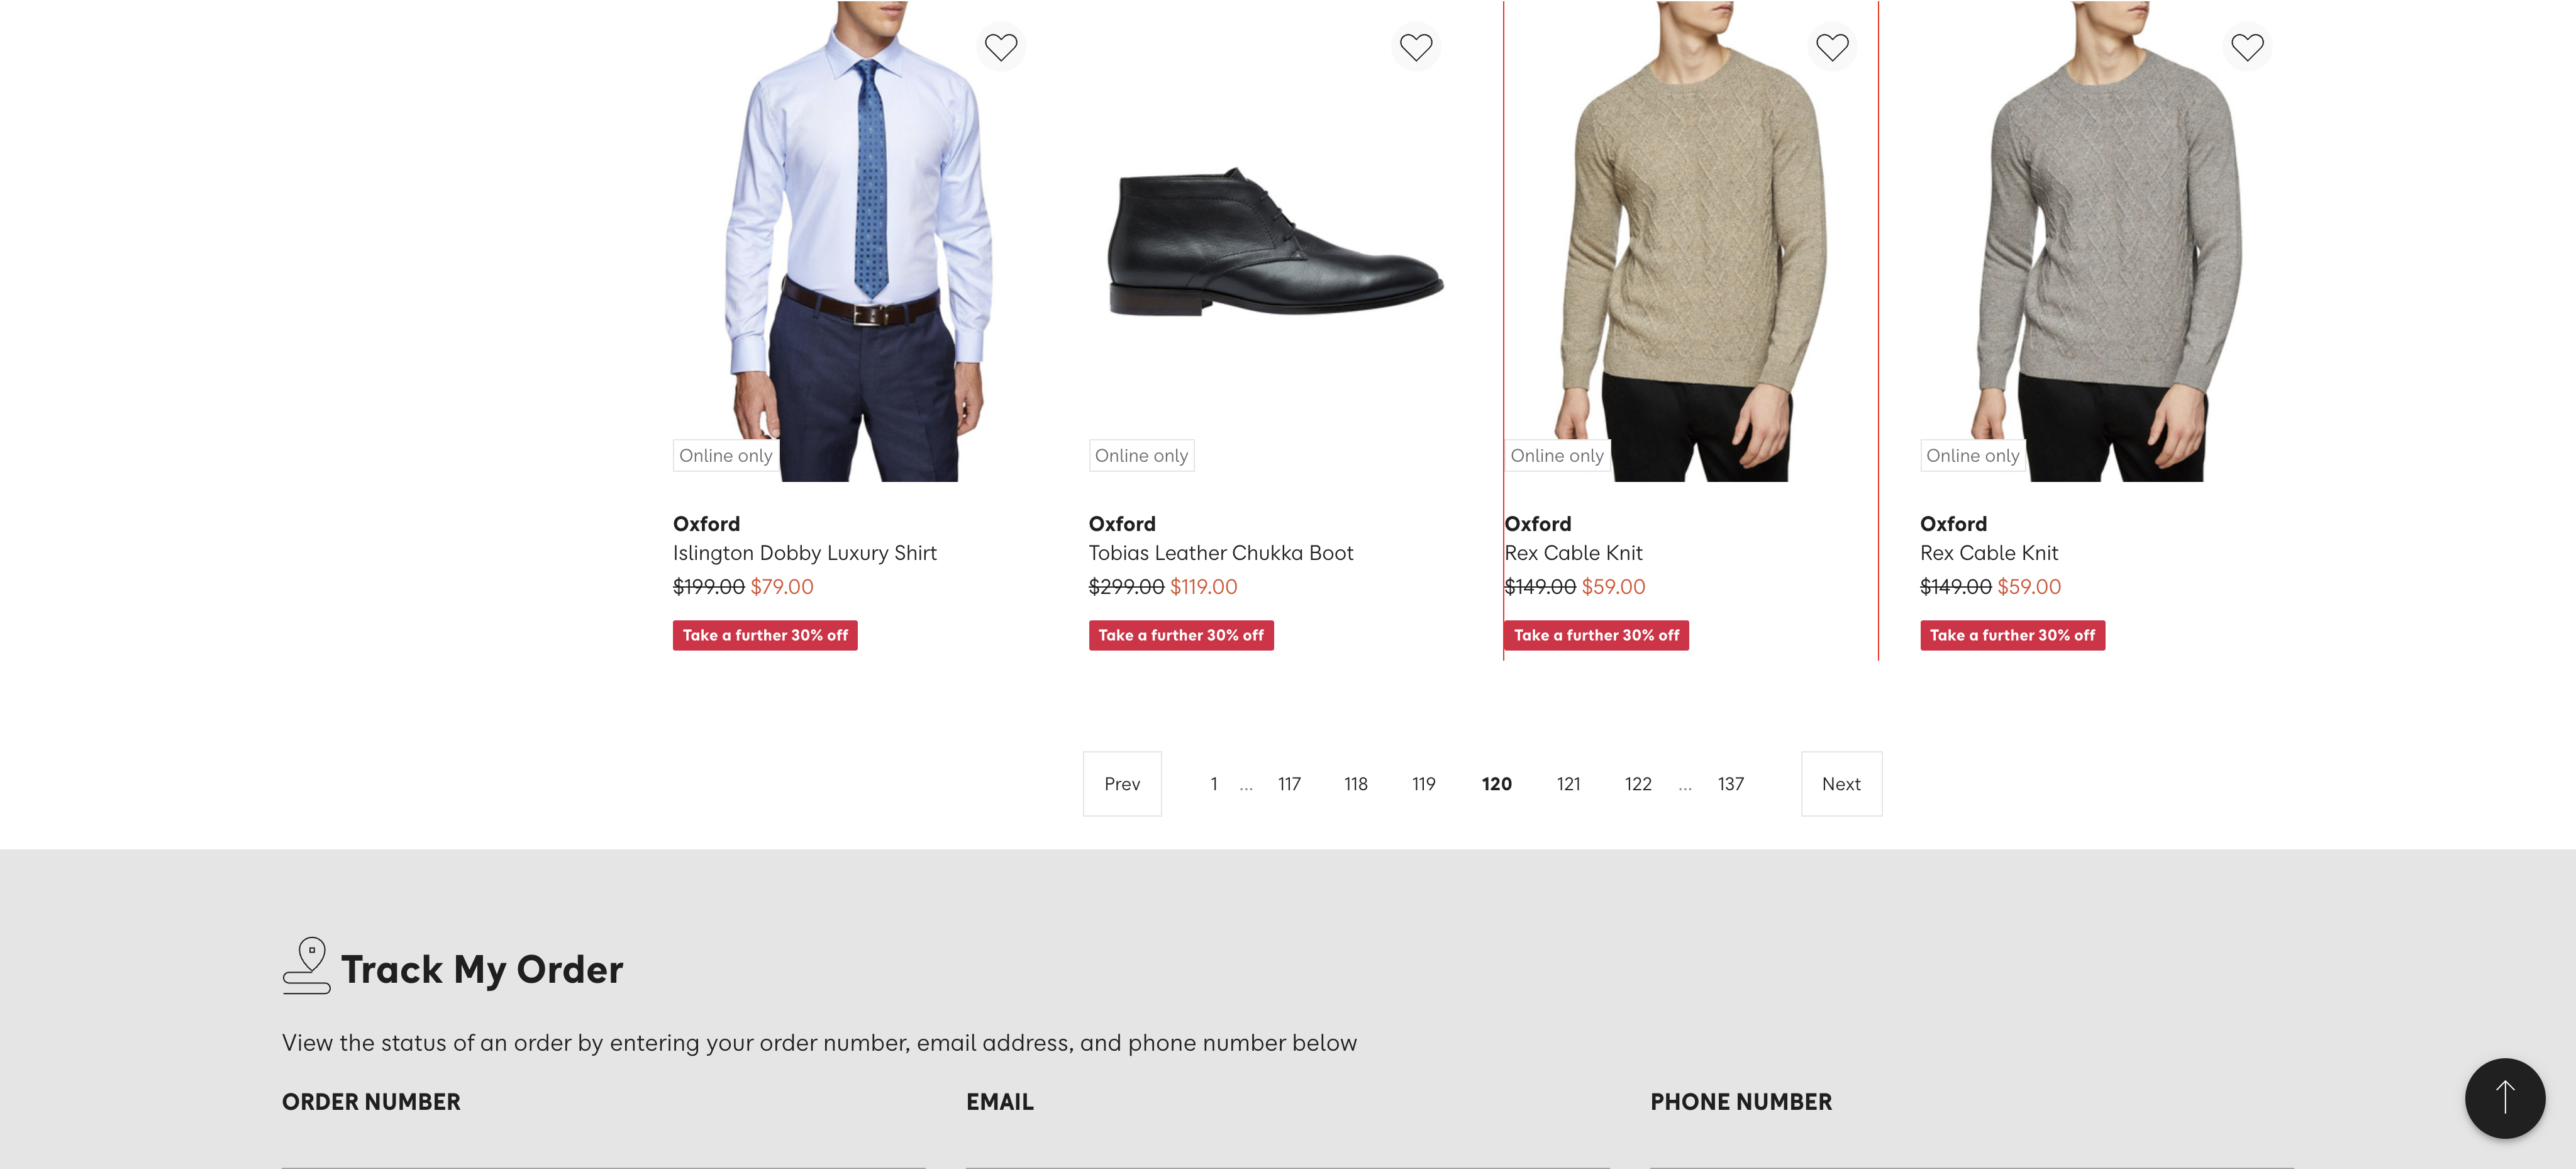 Online only
Online only
Online only
Online only
Oxford
Islington Dobby Luxury Shirt
$199.00 $79.00
Take a further 30% off
Oxford
Tobias Leather Chukka Boot
$299.00 $119.00
Take a further 30% off
Oxford
Rex Cable Knit
$149.00 $59.00
Take a further 30% off
Oxford
Rex Cable Knit
$149.00 $59.00
Take a further 30% off
Prev 1 ... 117 118 119 120 121 122 ... 137 Next
Track My Order
View the status of an order by entering your order number, email address, and phone number below
ORDER NUMBER
EMAIL
PHONE NUMBER